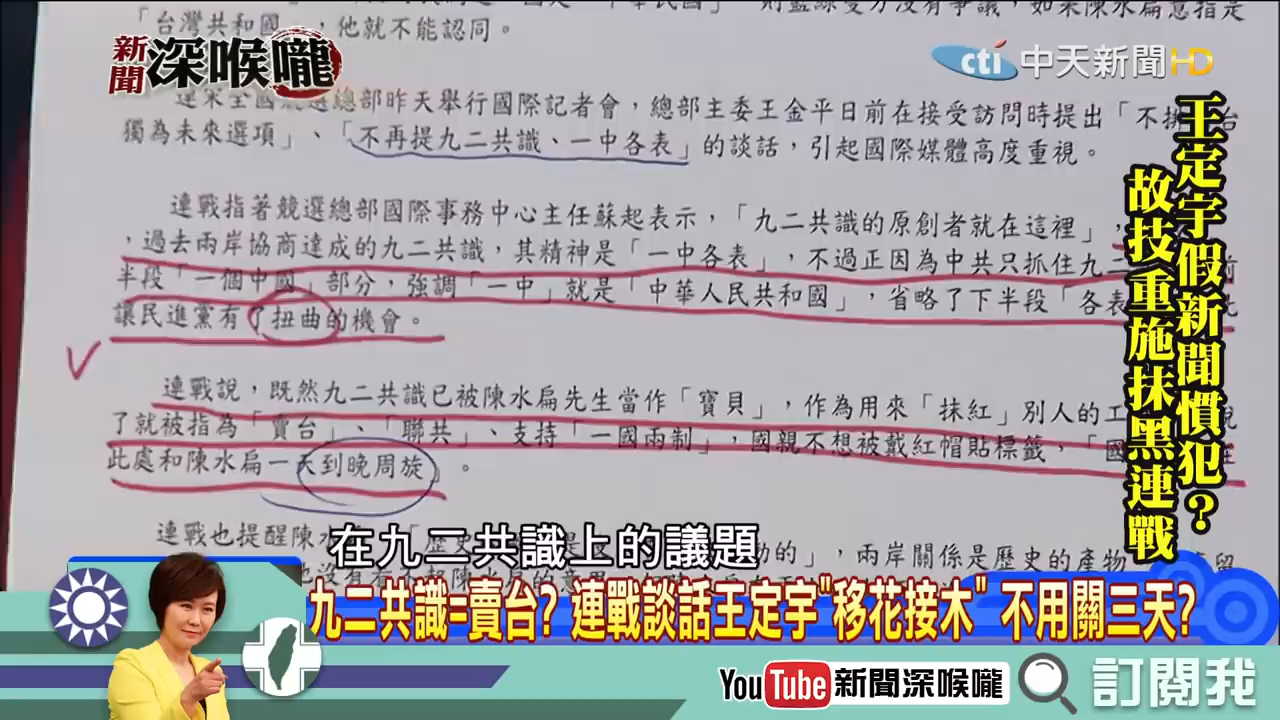 「台灣共和國」,他就不能認同。
連宋全國競選總部昨天舉行國際記者會,總部主委王金平日前在接受訪問時提出「不排
獨為未來選項」、「不再提九二共識、一中各表」的談話,引起國際媒體高度重視。
連戰指著競選總部國際事務中心主任蘇起表示,「九二共識的原創者就在這裡」,
,過去兩岸協商達成的九二共識,其精神是「一中各表」,不過正因為中共只抓住九二
半段「一個中國」部分,強調「一中」就是「中華人民共和國」,省略了下半段「各表
讓民進黨有了扭曲的機會。
連戰說,既然九二共識已被陳水扁先生當作「寶貝」,作為用來「抹紅」別人的工
了就被指為「賣台」、「聯共」、支持「一國兩制」,國親不想被戴紅帽貼標籤,「國
此處和陳水扁一天到晚周旋」。
連戰也提醒陳水
的」,兩岸關係是歷史的產物
新聞深喉嚨
cti 中天新聞HD
王定宇假新聞慣犯?
故技重施抹黑連戰
在九二共識上的議題
九二共識=賣台? 連戰談話王定宇"移花接木" 不用關三天?
YouTube 新聞深喉嚨 訂閱我